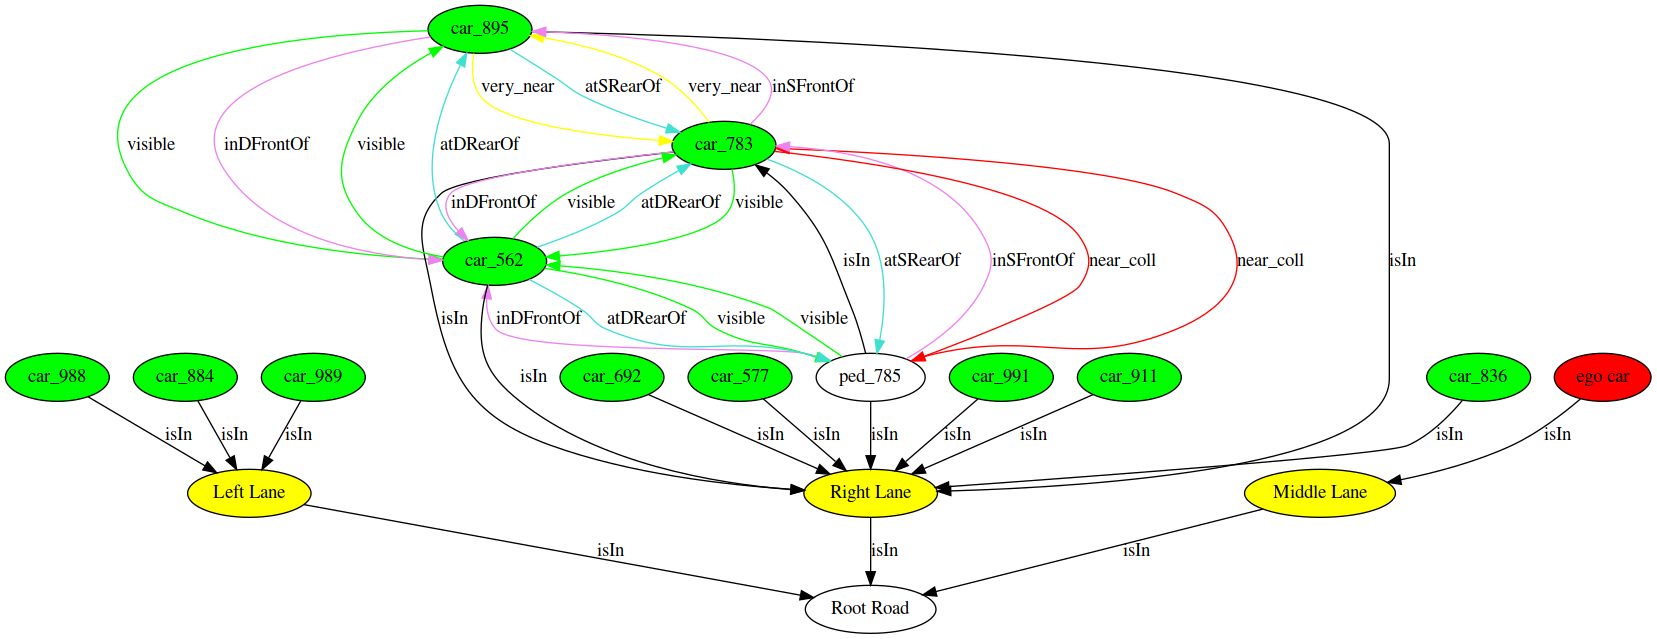 car_895
very_near
atSRearOf
very_near
inSFrontOf
visible
inDFrontOf
visible
atDRearOf
car_783
inDFrontOf
visible
atDRearOf
visible
car_562
isIn
atSRearOf
inSFrontOf
near_coll
near_coll
isIn
isIn
inDFrontOf
atDRearOf
visible
visible
car_988
car_884
car_989
isIn
car_692
car_577
ped_785
car_991
car_911
car_836
ego car
isIn
isIn
isIn
isIn
isIn
isIn
isIn
isIn
isIn
isIn
Left Lane
Right Lane
Middle Lane
isIn
isIn
isIn
Root Road